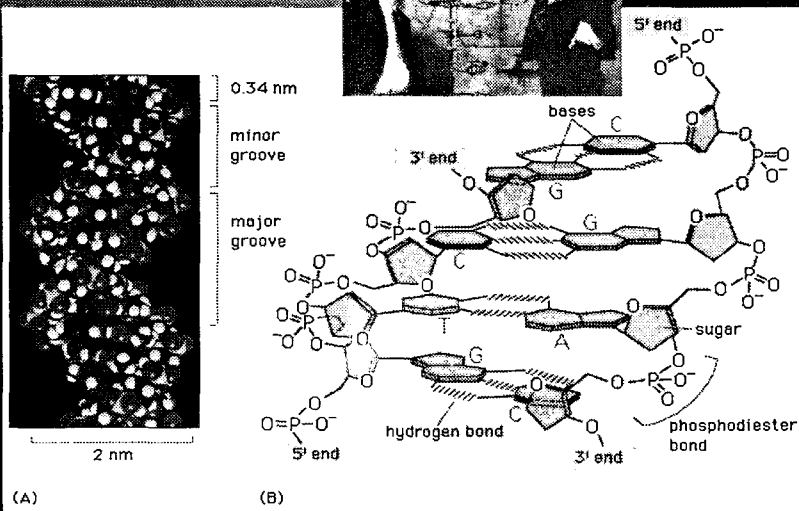 0.34 nm
minor
groove
major
groove
2 nm
(A)
5' end
O⁻
P
O
O
bases
C
O
O
3' end
O
G
O
P
O
O⁻
O
O⁻
O
P
O
O
G
C
O
O
O
O
P
O⁻
O
O⁻
O
P
O
O
P
O
⁻O
O
T
A
O
sugar
O
G
O
P
O⁻
O
C
O
O
O
O
P
O⁻
O
hydrogen bond
phosphodiester
bond
5' end
3' end
(B)